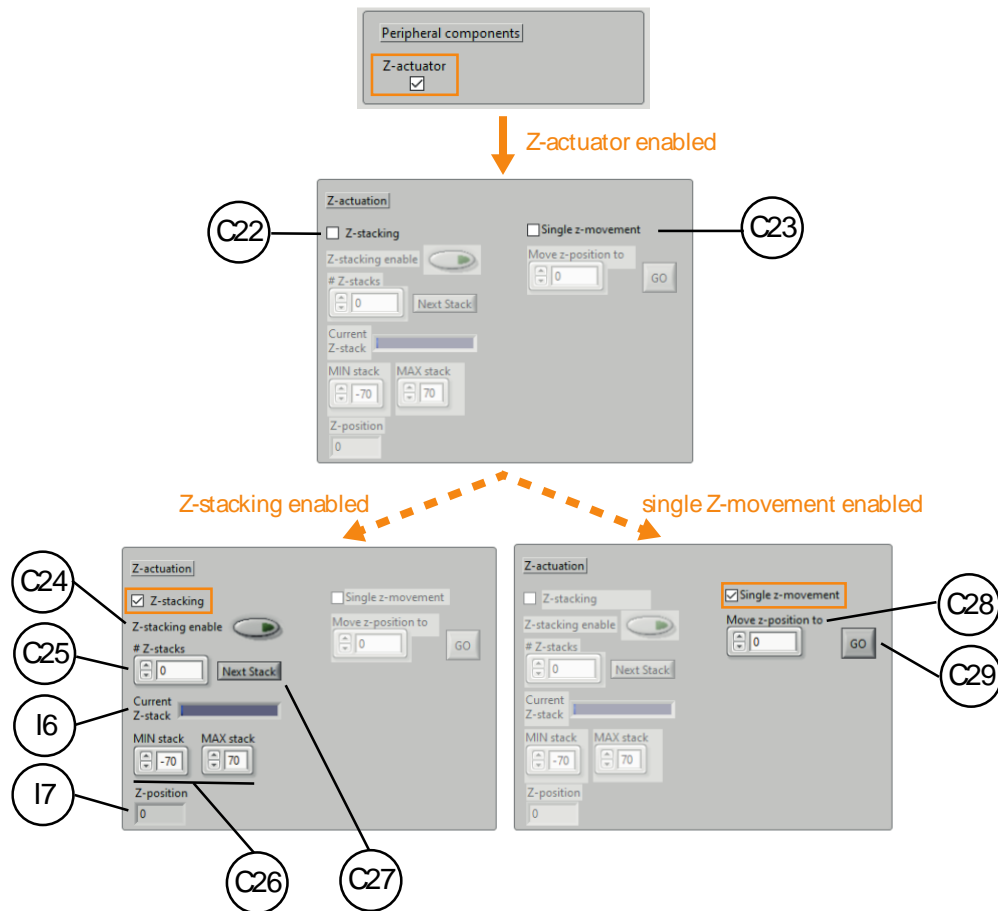 Peripheral components
Z-actuator
Z-actuator enabled
Z-actuation
C22
Z-stacking
Single z-movement
C23
Z-stacking enable
Move z-position to
0
GO
# Z-stacks
0
Next Stack
Current
Z-stack
MIN stack
MAX stack
-70
70
Z-position
0
Z-stacking enabled
single Z-movement enabled
Z-actuation
C24
Z-stacking
Single z-movement
Z-stacking enable
Move z-position to
0
GO
C25
# Z-stacks
0
Next Stack
I6
Current
Z-stack
MIN stack
MAX stack
-70
70
I7
Z-position
0
C26
C27
Z-actuation
Z-stacking
Single z-movement
C28
Z-stacking enable
Move z-position to
0
GO
C29
# Z-stacks
0
Next Stack
Current
Z-stack
MIN stack
MAX stack
-70
70
Z-position
0